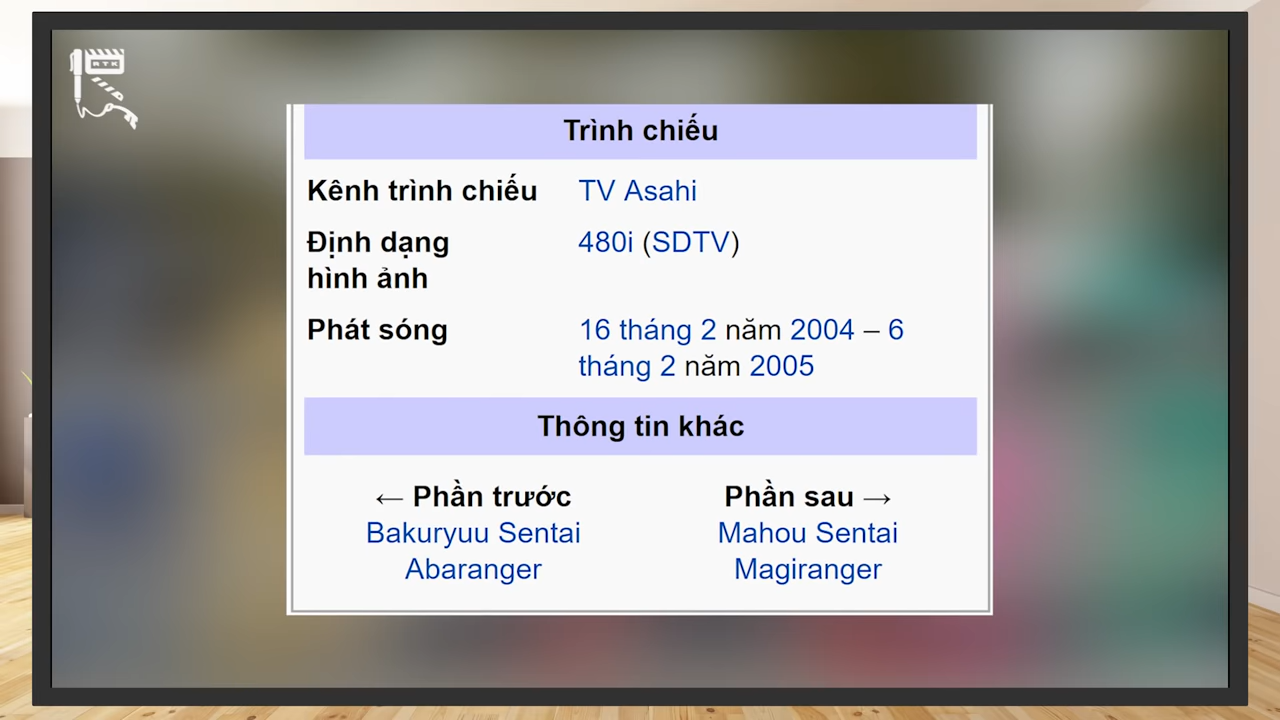 RTK
Trình chiếu
Kênh trình chiếu TV Asahi
Định dạng 480i (SDTV)
hình ảnh
Phát sóng 16 tháng 2 năm 2004 – 6
tháng 2 năm 2005
Thông tin khác
← Phần trước Phần sau →
Bakuryuu Sentai Mahou Sentai
Abaranger Magiranger